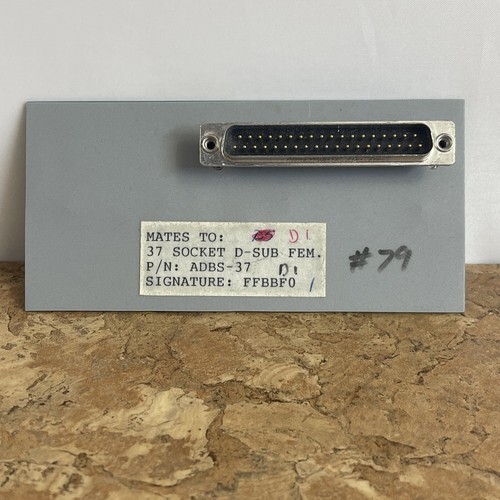 MATES TO: D1
37 SOCKET D-SUB FEM.
P/N: ADBS-37 D1
SIGNATURE: FFBBF0 /
#79